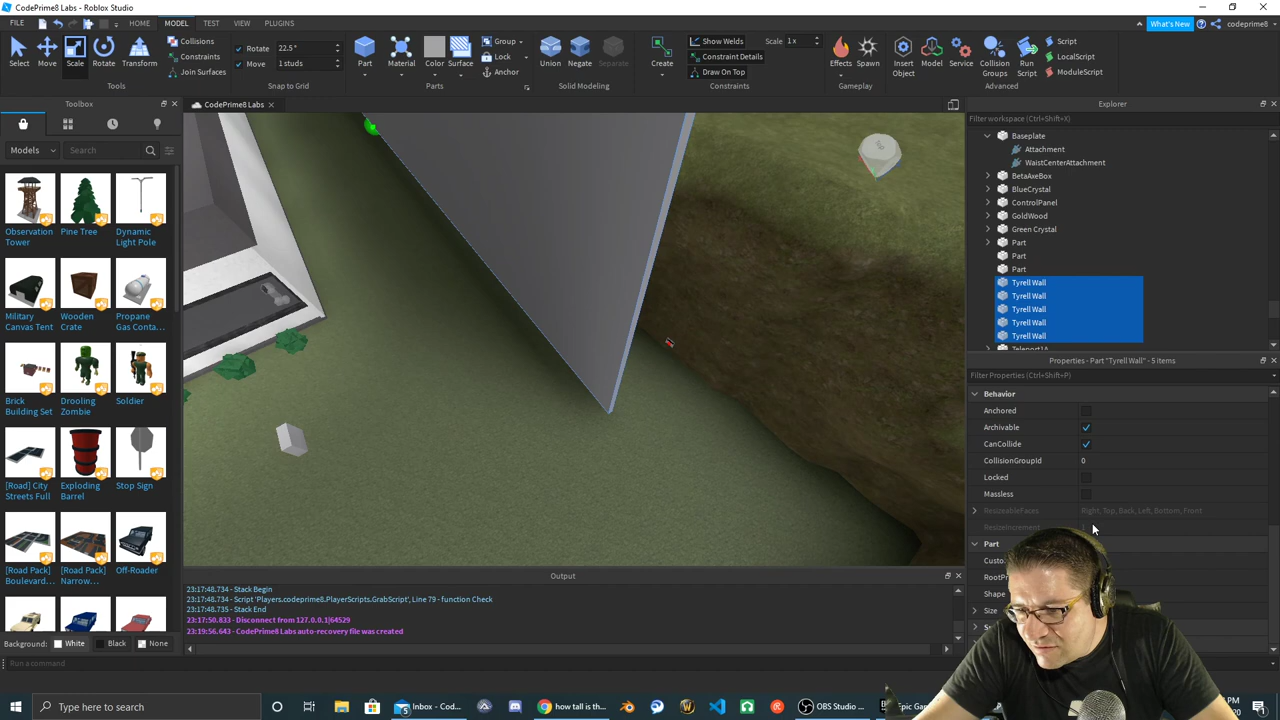 CodePrime8 Labs - Roblox Studio
FILE HOME MODEL TEST VIEW PLUGINS
What's New codeprime8
Select Move Scale Rotate Transform
Collisions
Constraints
Join Surfaces
Tools
Rotate 22.5°
Move 1 studs
Snap to Grid
Part Material Color Surface
Group
Lock
Anchor
Parts
Union Negate Separate
Solid Modeling
Create
Show Welds
Constraint Details
Draw On Top
Scale 1 x
Constraints
Effects Spawn
Gameplay
Insert Object
Model
Service
Collision Groups
Run Script
Script
LocalScript
ModuleScript
Advanced
Toolbox
Models Search
Observation Tower
Pine Tree
Dynamic Light Pole
Military Canvas Tent
Wooden Crate
Propane Gas Conta...
Brick Building Set
Drooling Zombie
Soldier
[Road] City Streets Full
Exploding Barrel
Stop Sign
[Road Pack] Boulevard...
[Road Pack] Narrow...
Off-Roader
Background: White Black None
CodePrime8 Labs
Explorer
Filter workspace (Ctrl+Shift+X)
Baseplate
Attachment
WaistCenterAttachment
BetaAxeBox
BlueCrystal
ControlPanel
GoldWood
Green Crystal
Part
Part
Part
Tyrell Wall
Tyrell Wall
Tyrell Wall
Tyrell Wall
Tyrell Wall
Teleport1A
Properties - Part "Tyrell Wall" - 5 items
Filter Properties (Ctrl+Shift+P)
Behavior
Anchored
Archivable
CanCollide
CollisionGroupId 0
Locked
Massless
ResizeableFaces Right, Top, Back, Left, Bottom, Front
ResizeIncrement
Part
Shape
Size
Output
23:17:48.734 - Stack Begin
23:17:48.734 - Script 'Players.codeprime8.PlayerScripts.GrabScript', Line 79 - function Check
23:17:48.735 - Stack End
23:17:50.833 - Disconnect from 127.0.0.1|64529
23:19:56.643 - CodePrime8 Labs auto-recovery file was created
Run a command
Type here to search
Inbox - Cod...
how tall is th...
OBS Studio ...
Epic Gam
PM